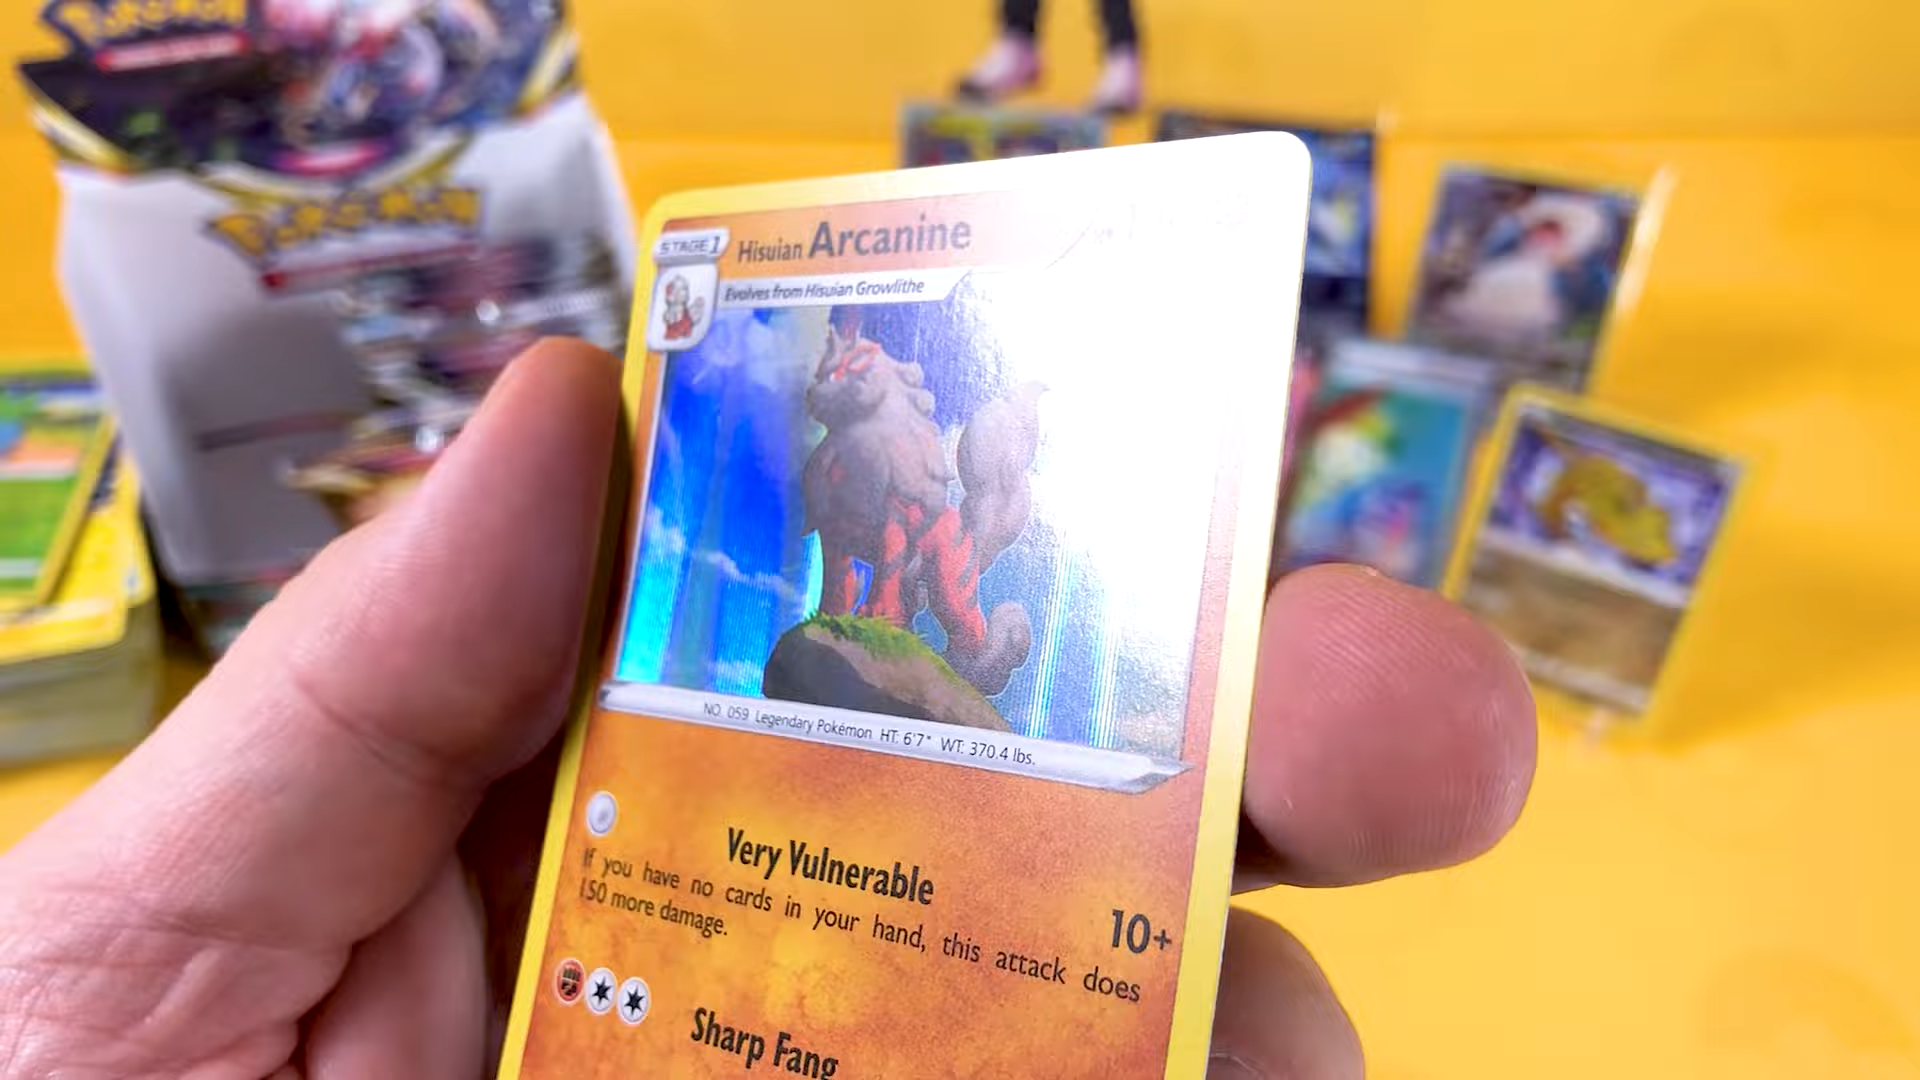 Pokémon
Pokémon
STAGE 1
Hisuian Arcanine
Evolves from Hisuian Growlithe
NO. 059 Legendary Pokémon HT: 6'7" WT: 370.4 lbs.
Very Vulnerable
10+
If you have no cards in your hand, this attack does
150 more damage.
Sharp Fang